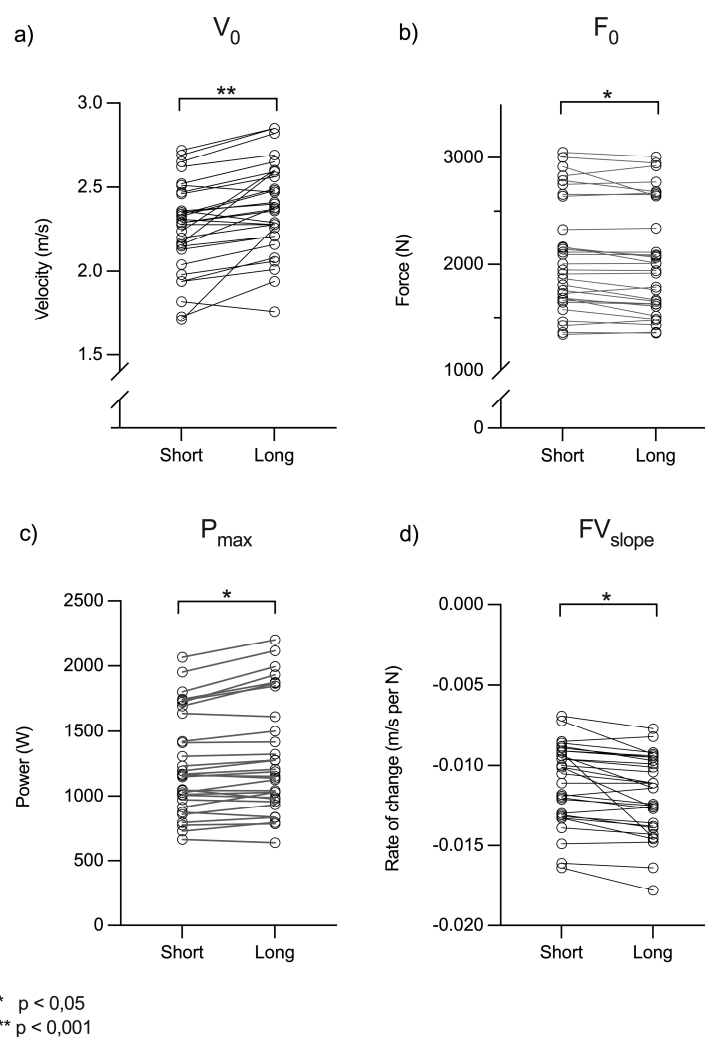 a)
V₀
**
3.0
2.5
2.0
1.5
Velocity (m/s)
Short
Long
b)
F₀
*
3000
2000
1000
0
Force (N)
Short
Long
c)
Pₘₐₓ
*
2500
2000
1500
1000
500
0
Power (W)
Short
Long
d)
FVslope
*
0.000
-0.005
-0.010
-0.015
-0.020
Rate of change (m/s per N)
Short
Long
* p < 0,05
** p < 0,001